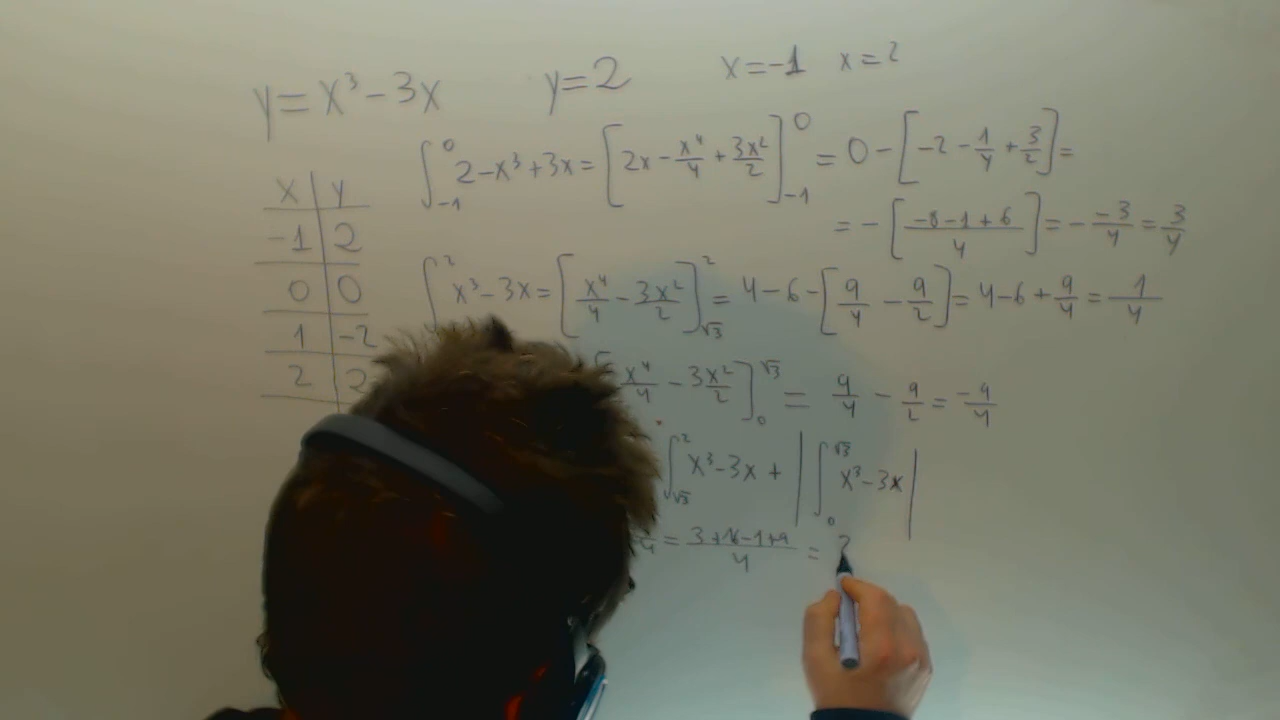 y=x³-3x y=2 x=-1 x=2
∫₋₁⁰ 2-x³+3x = [2x - x⁴/4 + 3x²/2]₋₁⁰ = 0 - [-2 - 1/4 + 3/2] =
= - [(-8-1+6)/4] = - -3/4 = 3/4
x y
-1 2
0 0
1 -2
2 2
∫² x³-3x = [x⁴/4 - 3x²/2]√3² = 4-6-[9/4 - 9/2] = 4-6+9/4 = 1/4
x⁴/4 - 3x²/2]₀√3 = 9/4 - 9/2 = -9/4
∫√3² x³-3x + |∫₀√3 x³-3x|
= (3+16-1+9)/4 =